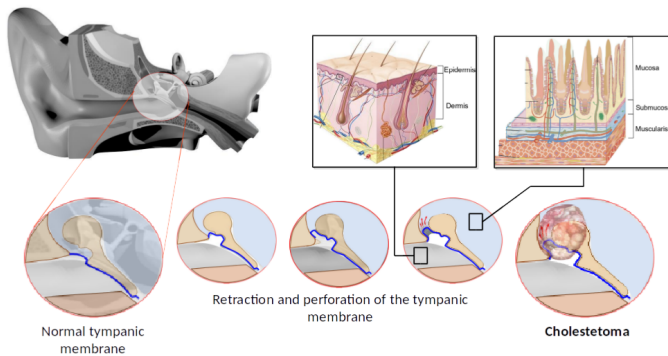 Epidermis
Dermis
Mucosa
Submucos
Muscularis
Retraction and perforation of the tympanic
membrane
Normal tympanic
membrane
Cholestetoma